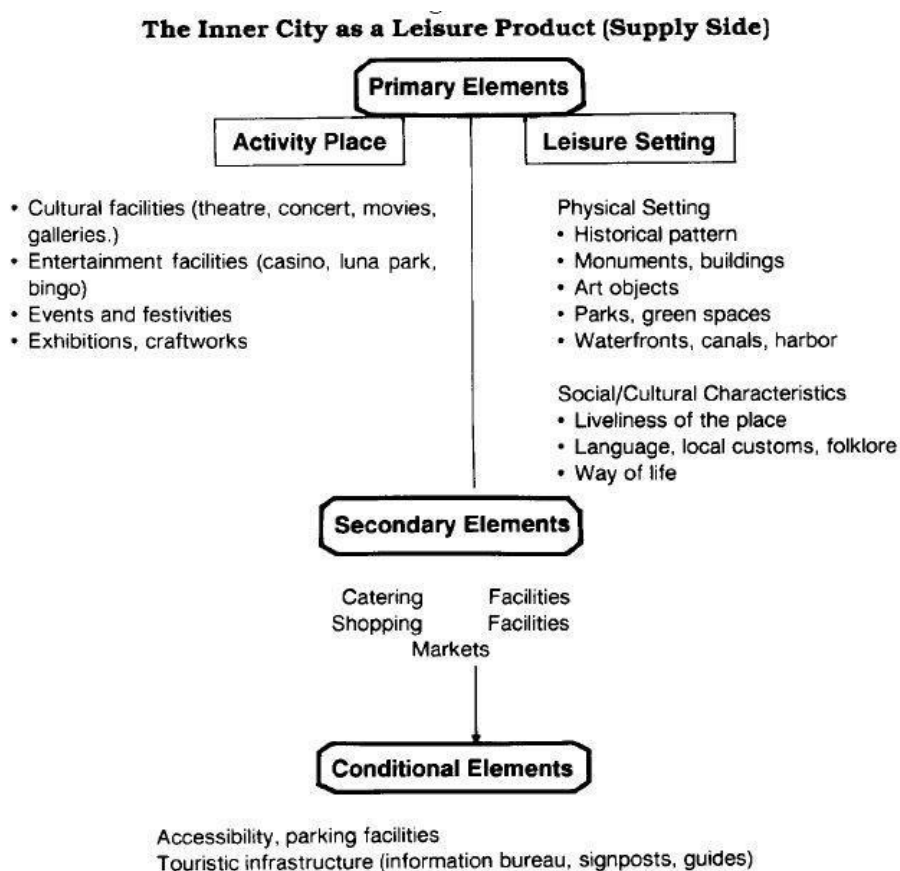 The Inner City as a Leisure Product (Supply Side)
Primary Elements
Activity Place
Leisure Setting
• Cultural facilities (theatre, concert, movies,
galleries.)
• Entertainment facilities (casino, luna park,
bingo)
• Events and festivities
• Exhibitions, craftworks
Physical Setting
• Historical pattern
• Monuments, buildings
• Art objects
• Parks, green spaces
• Waterfronts, canals, harbor
Social/Cultural Characteristics
• Liveliness of the place
• Language, local customs, folklore
• Way of life
Secondary Elements
Catering Facilities
Shopping Facilities
Markets
Conditional Elements
Accessibility, parking facilities
Touristic infrastructure (information bureau, signposts, guides)